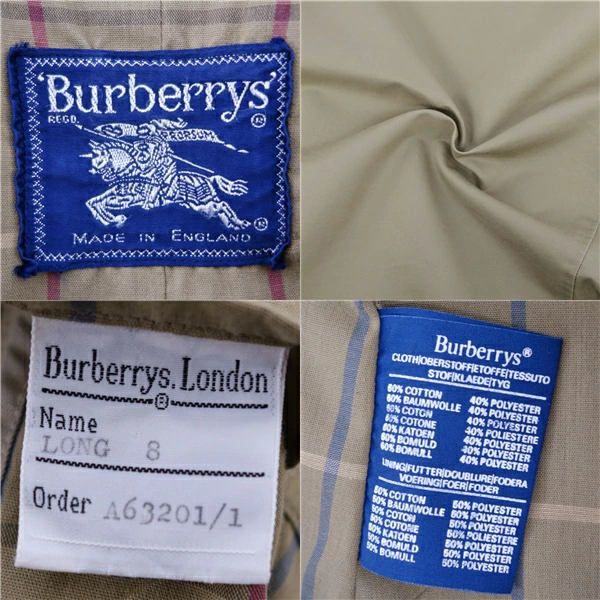 'Burberrys'
REGD.
®
PRORSUM
®
MADE IN ENGLAND
Burberrys. London
®
Name
LONG 8
Order A63201/1
Burberrys®
CLOTH|OBERSTOFF|ETOFFE|TESSUTO
STOF|KLAEDE|TYG
60% COTTON 40% POLYESTER
60% BAUMWOLLE 40% POLYESTER
60% COTON 40% POLYESTER
60% COTONE 40% POLIESTERE
60% KATOEN 40% POLYESTER
60% BOMULD 40% POLYESTER
60% BOMULL 40% POLYESTER
LINING|FUTTER|DOUBLURE|FODERA
VOERING|FOER|FODER
50% COTTON 50% POLYESTER
50% BAUMWOLLE 50% POLYESTER
50% COTON 50% POLYESTER
50% COTONE 50% POLIESTERE
50% KATOEN 50% POLYESTER
50% BOMULD 50% POLYESTER
50% BOMULL 50% POLYESTER